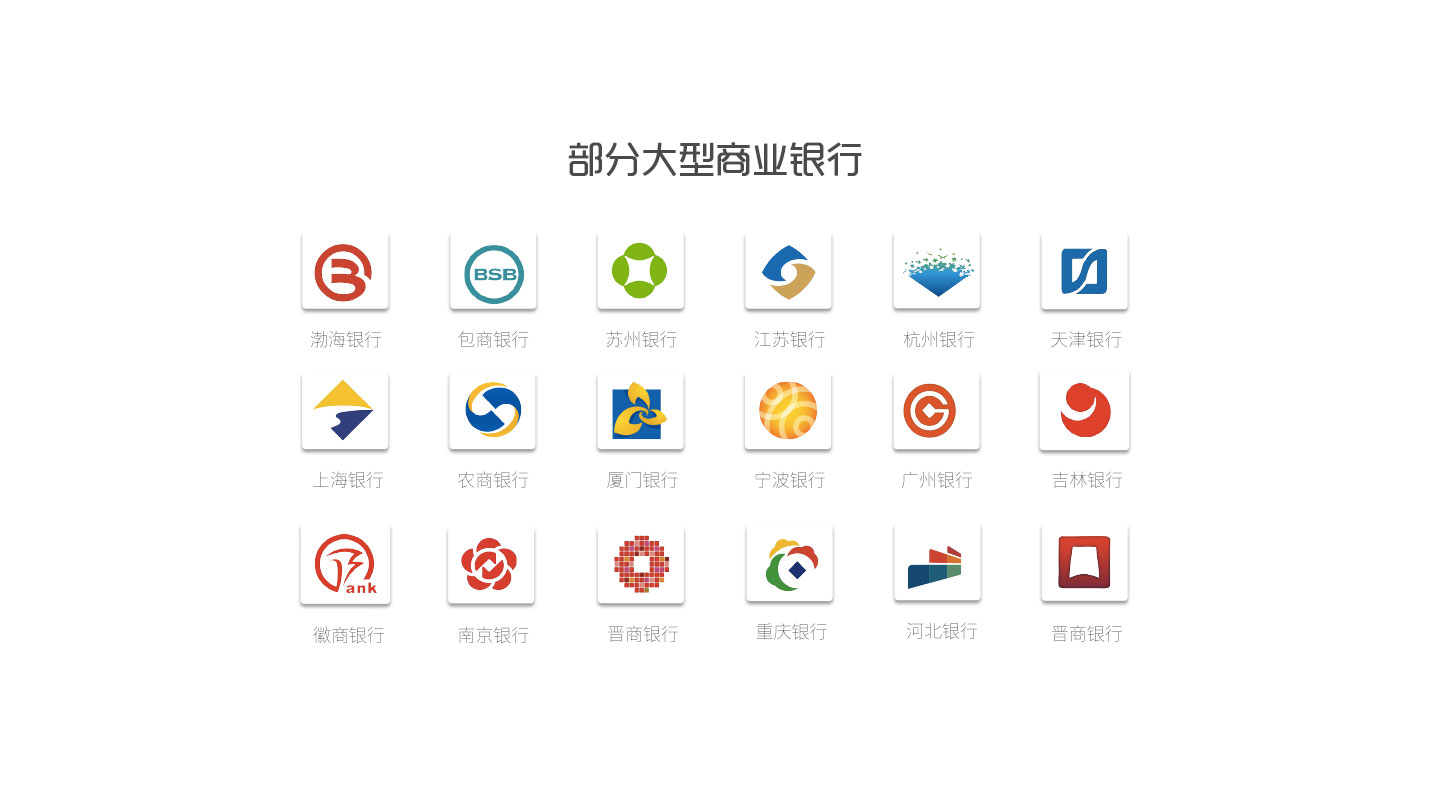 部分大型商业银行
BSB
渤海银行 包商银行 苏州银行 江苏银行 杭州银行 天津银行
上海银行 农商银行 厦门银行 宁波银行 广州银行 吉林银行
ank
徽商银行 南京银行 晋商银行 重庆银行 河北银行 晋商银行